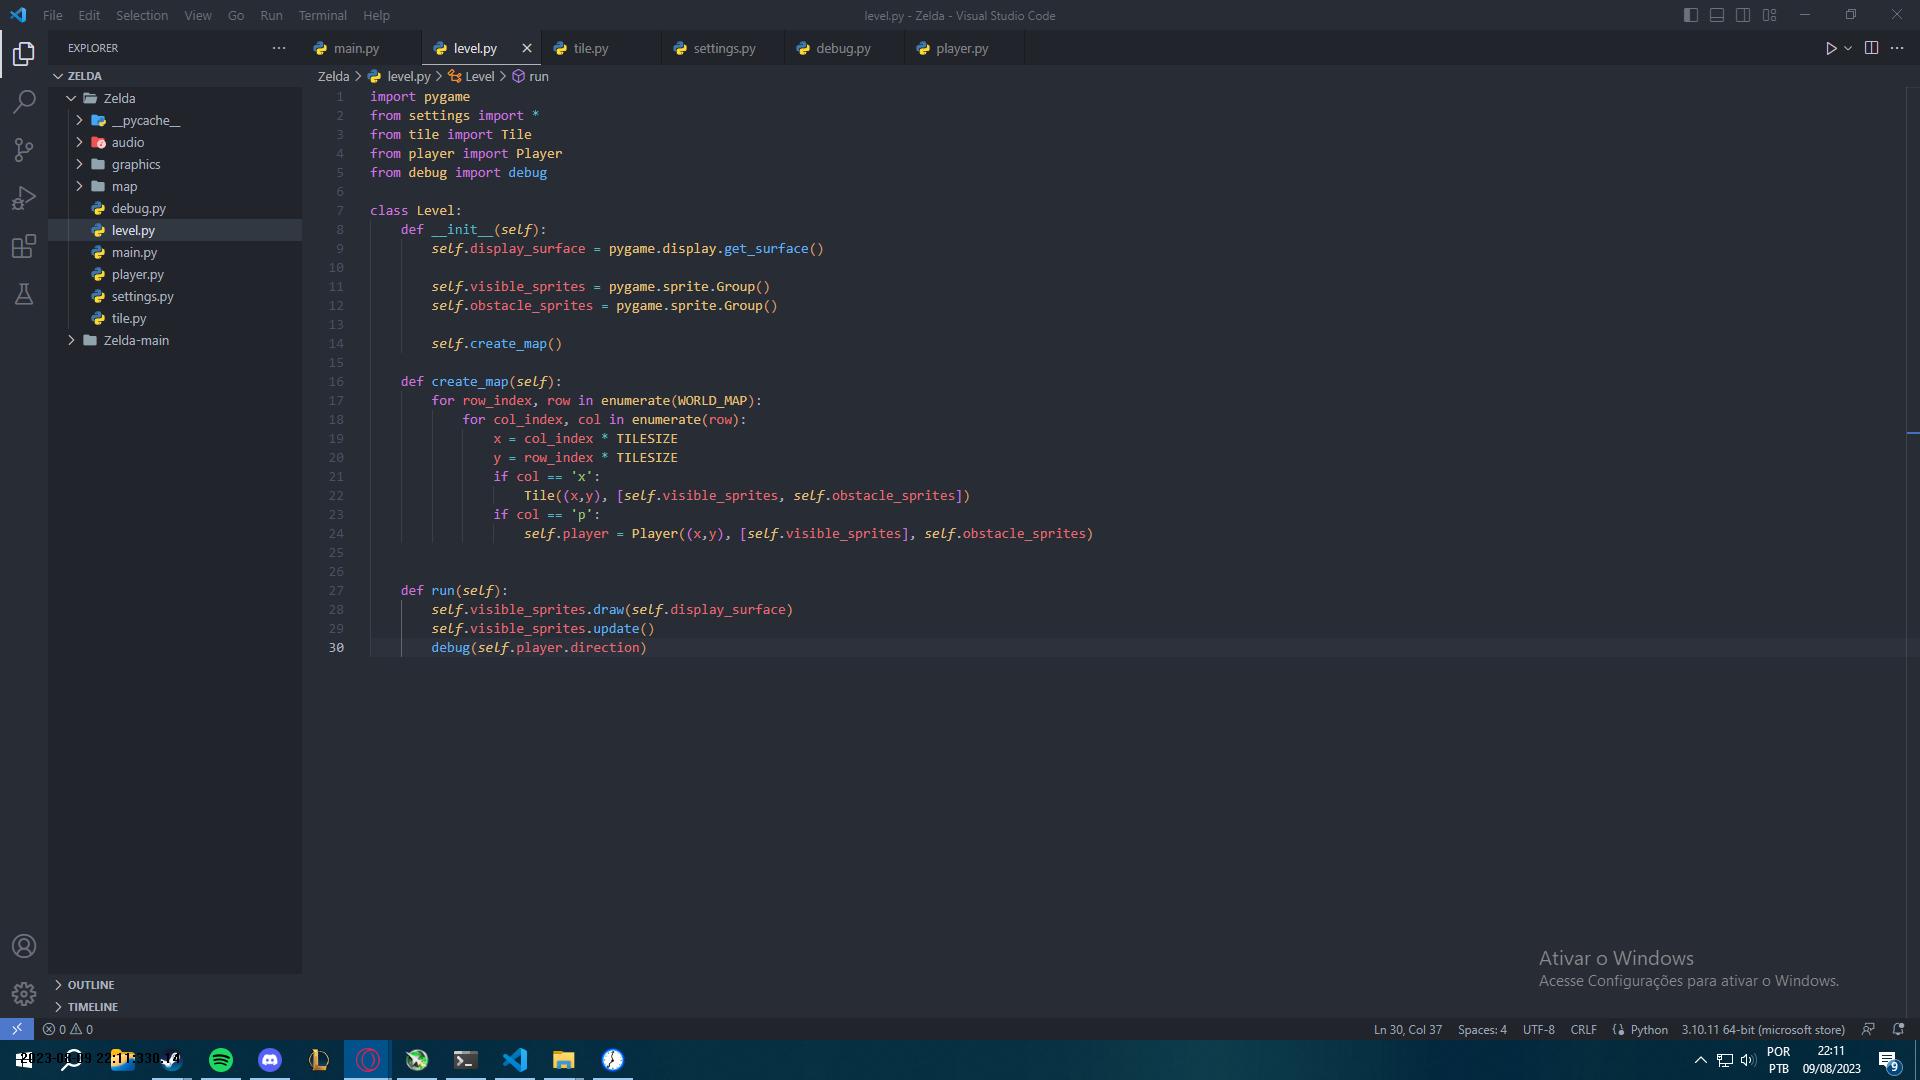 File Edit Selection View Go Run Terminal Help
level.py - Zelda - Visual Studio Code
EXPLORER
main.py
level.py
tile.py
settings.py
debug.py
player.py
ZELDA
Zelda
__pycache__
audio
graphics
map
debug.py
level.py
main.py
player.py
settings.py
tile.py
Zelda-main
OUTLINE
TIMELINE
Zelda > level.py > Level > run
1 import pygame
2 from settings import *
3 from tile import Tile
4 from player import Player
5 from debug import debug
6
7 class Level:
8     def __init__(self):
9         self.display_surface = pygame.display.get_surface()
10
11         self.visible_sprites = pygame.sprite.Group()
12         self.obstacle_sprites = pygame.sprite.Group()
13
14         self.create_map()
15
16     def create_map(self):
17         for row_index, row in enumerate(WORLD_MAP):
18             for col_index, col in enumerate(row):
19                 x = col_index * TILESIZE
20                 y = row_index * TILESIZE
21                 if col == 'x':
22                     Tile((x,y), [self.visible_sprites, self.obstacle_sprites])
23                 if col == 'p':
24                     self.player = Player((x,y), [self.visible_sprites], self.obstacle_sprites)
25
26
27     def run(self):
28         self.visible_sprites.draw(self.display_surface)
29         self.visible_sprites.update()
30         debug(self.player.direction)
Ativar o Windows
Acesse Configurações para ativar o Windows.
0 0
Ln 30, Col 37 Spaces: 4 UTF-8 CRLF Python 3.10.11 64-bit (microsoft store)
2023-08-09 22:11:330-14
POR
PTB
22:11
09/08/2023
9